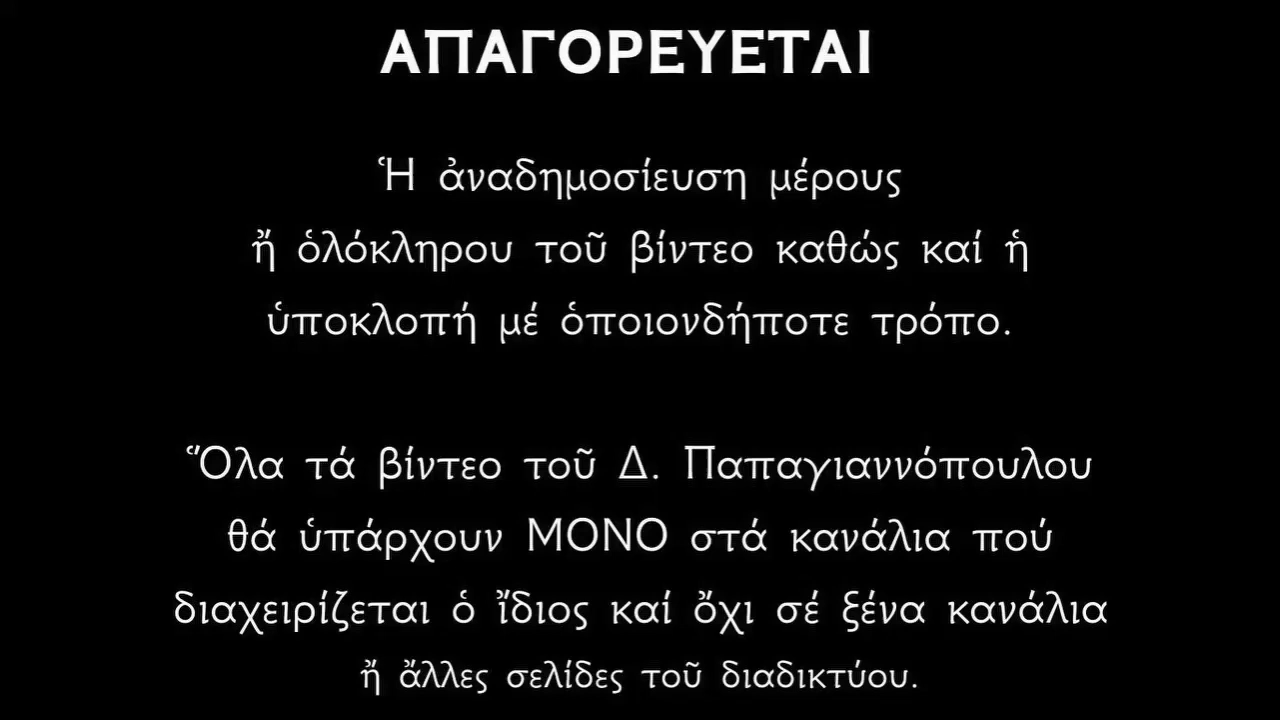 ΑΠΑΓΟΡΕΥΕΤΑΙ
Ἡ ἀναδημοσίευση μέρους
ἤ ὁλόκληρου τοῦ βίντεο καθώς καί ἡ
ὑποκλοπή μέ ὁποιονδήποτε τρόπο.
Ὅλα τά βίντεο τοῦ Δ. Παπαγιαννόπουλου
θά ὑπάρχουν ΜΟΝΟ στά κανάλια πού
διαχειρίζεται ὁ ἴδιος καί ὄχι σέ ξένα κανάλια
ἤ ἄλλες σελίδες τοῦ διαδικτύου.